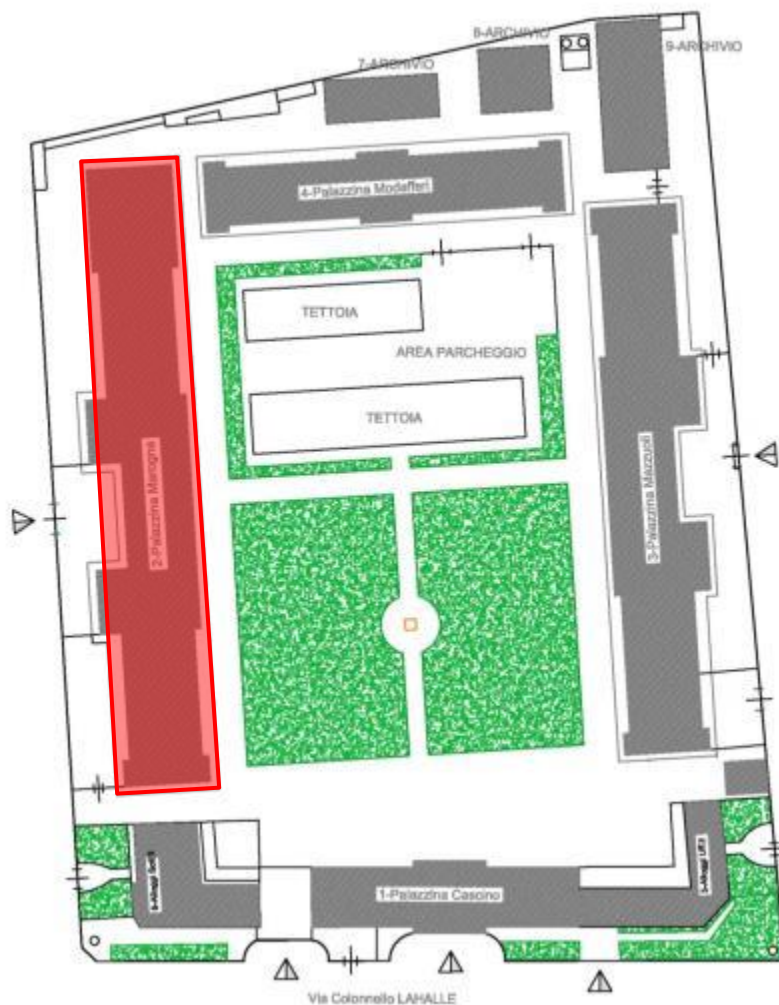 8-ARCHIVIO
7-ARCHIVIO
9-ARCHIVIO
4-Palazzina Modafferi
TETTOIA
AREA PARCHEGGIO
TETTOIA
2-Palazzina Marogna
3-Palazzina Mazzuoli
1-Palazzina Cascino
Via Colonnello LAHALLE